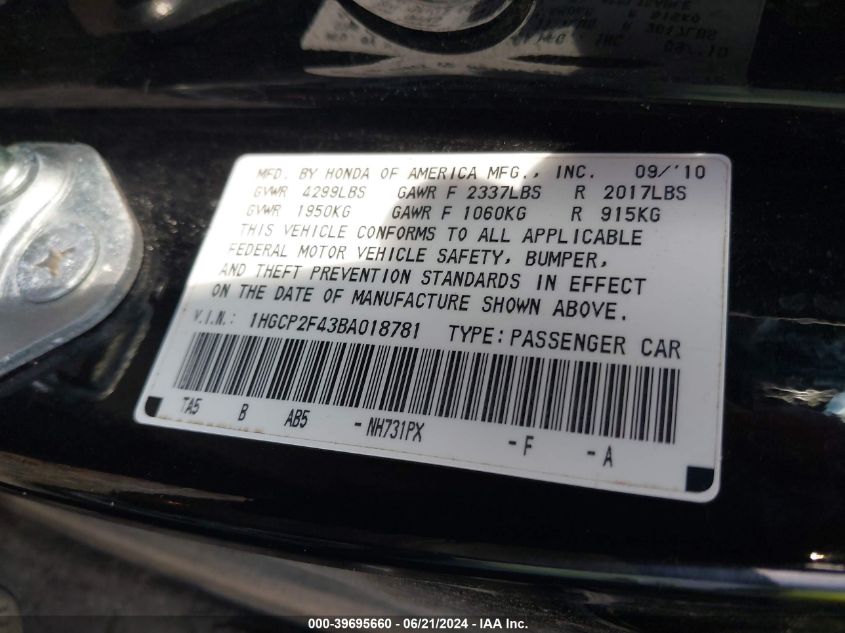 MFD. BY HONDA OF AMERICA MFG., INC. 09/'10
GVWR 4299LBS GAWR F 2337LBS R 2017LBS
GVWR 1950KG GAWR F 1060KG R 915KG
THIS VEHICLE CONFORMS TO ALL APPLICABLE
FEDERAL MOTOR VEHICLE SAFETY, BUMPER,
AND THEFT PREVENTION STANDARDS IN EFFECT
ON THE DATE OF MANUFACTURE SHOWN ABOVE.
V.I.N.: 1HGCP2F43BA018781 TYPE: PASSENGER CAR
TA5 B AB5 - NH731PX - F - A
000-39695660 - 06/21/2024 - IAA Inc.